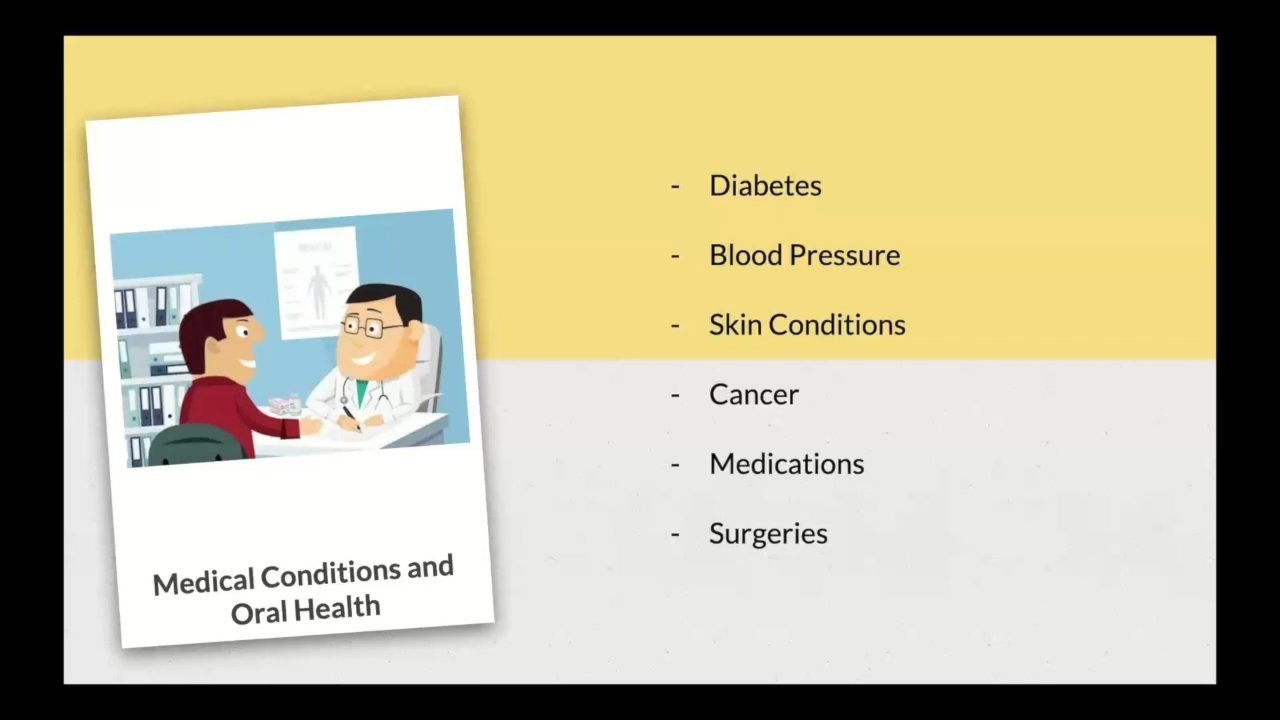 Medical Conditions and
Oral Health
- Diabetes
- Blood Pressure
- Skin Conditions
- Cancer
- Medications
- Surgeries